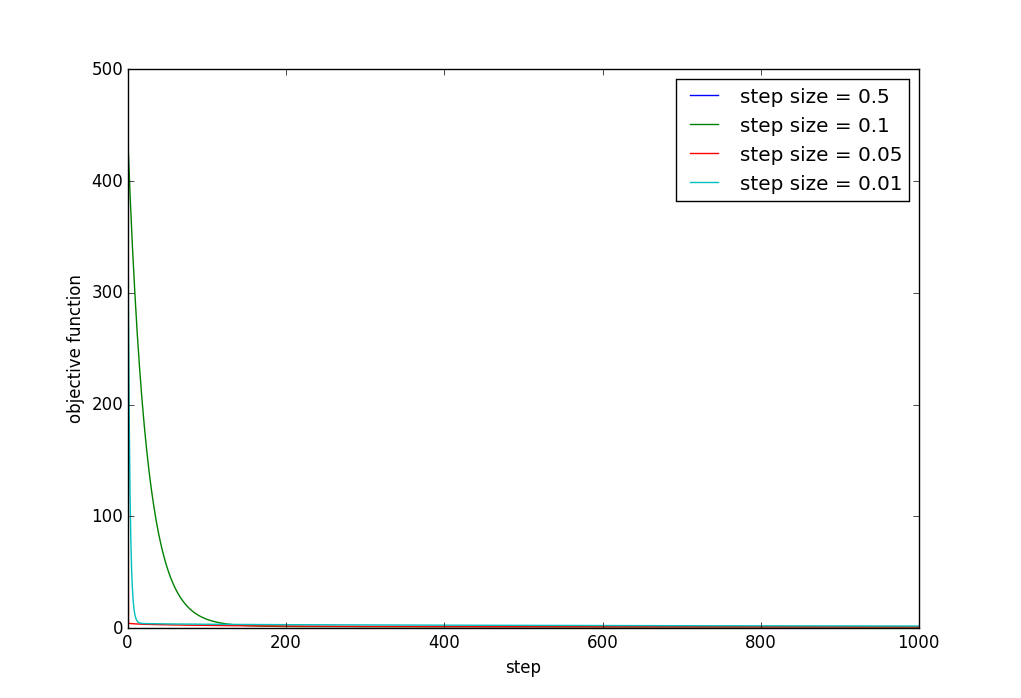 500
400
300
200
100
0
objective function
step size = 0.5
step size = 0.1
step size = 0.05
step size = 0.01
0 200 400 600 800 1000
step